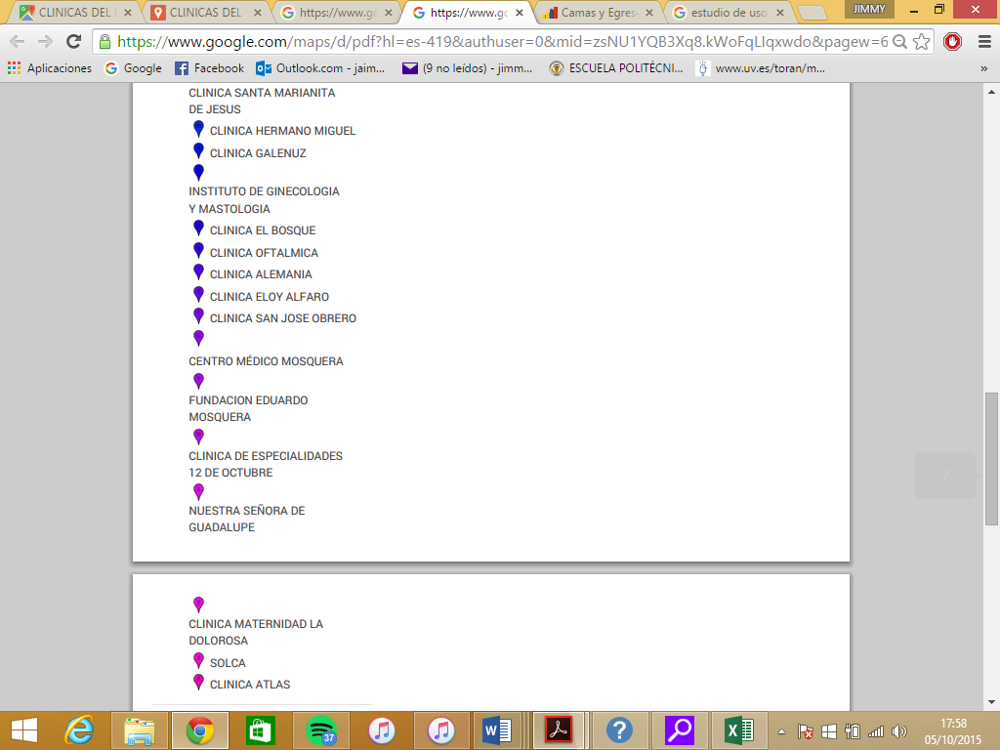 CLINICAS DEL
CLINICAS DEL
https://www.gc
https://www.gc
Camas y Egres
estudio de uso
JIMMY
https://www.google.com/maps/d/pdf?hl=es-419&authuser=0&mid=zsNU1YQB3Xq8.kWoFqLIqxwdo&pagew=6
Aplicaciones
Google
Facebook
Outlook.com - jaim...
(9 no leídos) - jimm...
ESCUELA POLITÉCNI...
www.uv.es/toran/m...
»
CLINICA SANTA MARIANITA
DE JESUS
CLINICA HERMANO MIGUEL
CLINICA GALENUZ
INSTITUTO DE GINECOLOGIA
Y MASTOLOGIA
CLINICA EL BOSQUE
CLINICA OFTALMICA
CLINICA ALEMANIA
CLINICA ELOY ALFARO
CLINICA SAN JOSE OBRERO
CENTRO MÉDICO MOSQUERA
FUNDACION EDUARDO
MOSQUERA
CLINICA DE ESPECIALIDADES
12 DE OCTUBRE
2
NUESTRA SEÑORA DE
GUADALUPE
CLINICA MATERNIDAD LA
DOLOROSA
SOLCA
CLINICA ATLAS
37
17:58
05/10/2015